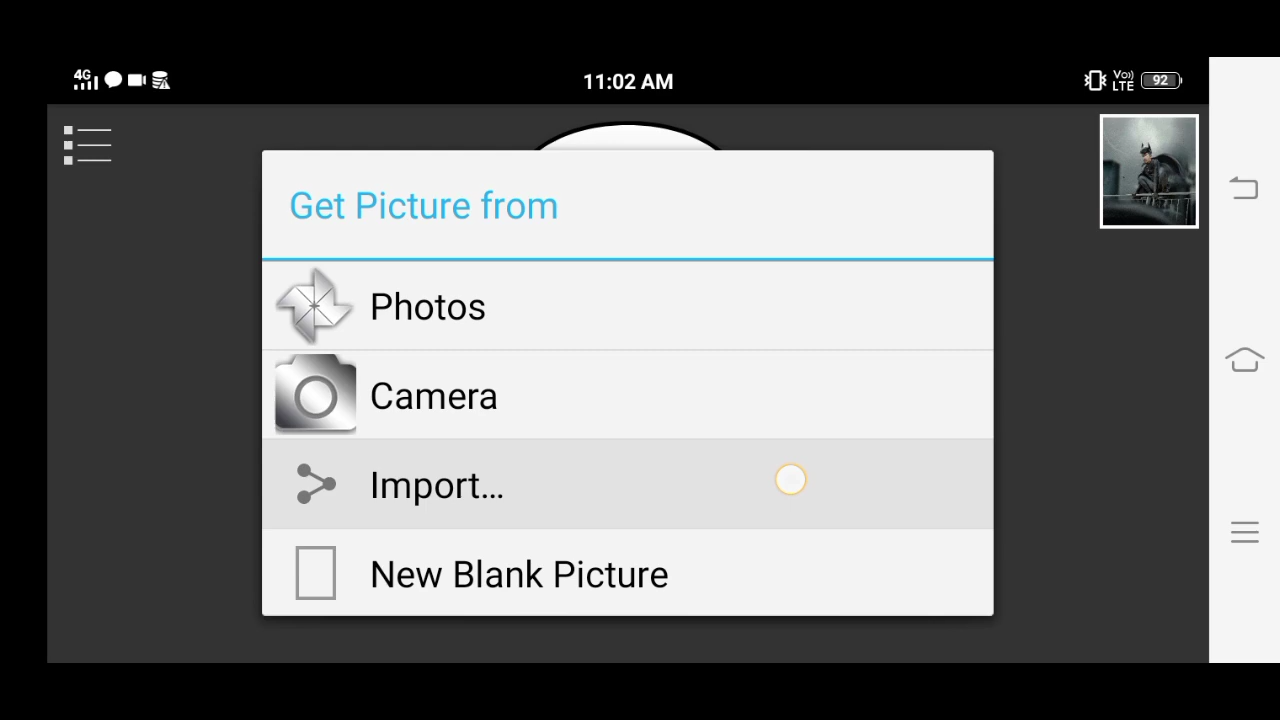 4G
11:02 AM
Vo))
LTE
92
Get Picture from
Photos
Camera
Import...
New Blank Picture